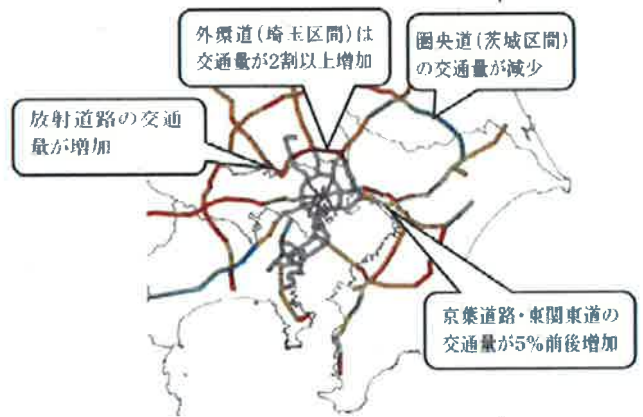 外環道(埼玉区間)は
交通量が2割以上増加
圏央道(茨城区間)
の交通量が減少
放射道路の交通
量が増加
京葉道路・東関東道の
交通量が5%前後増加